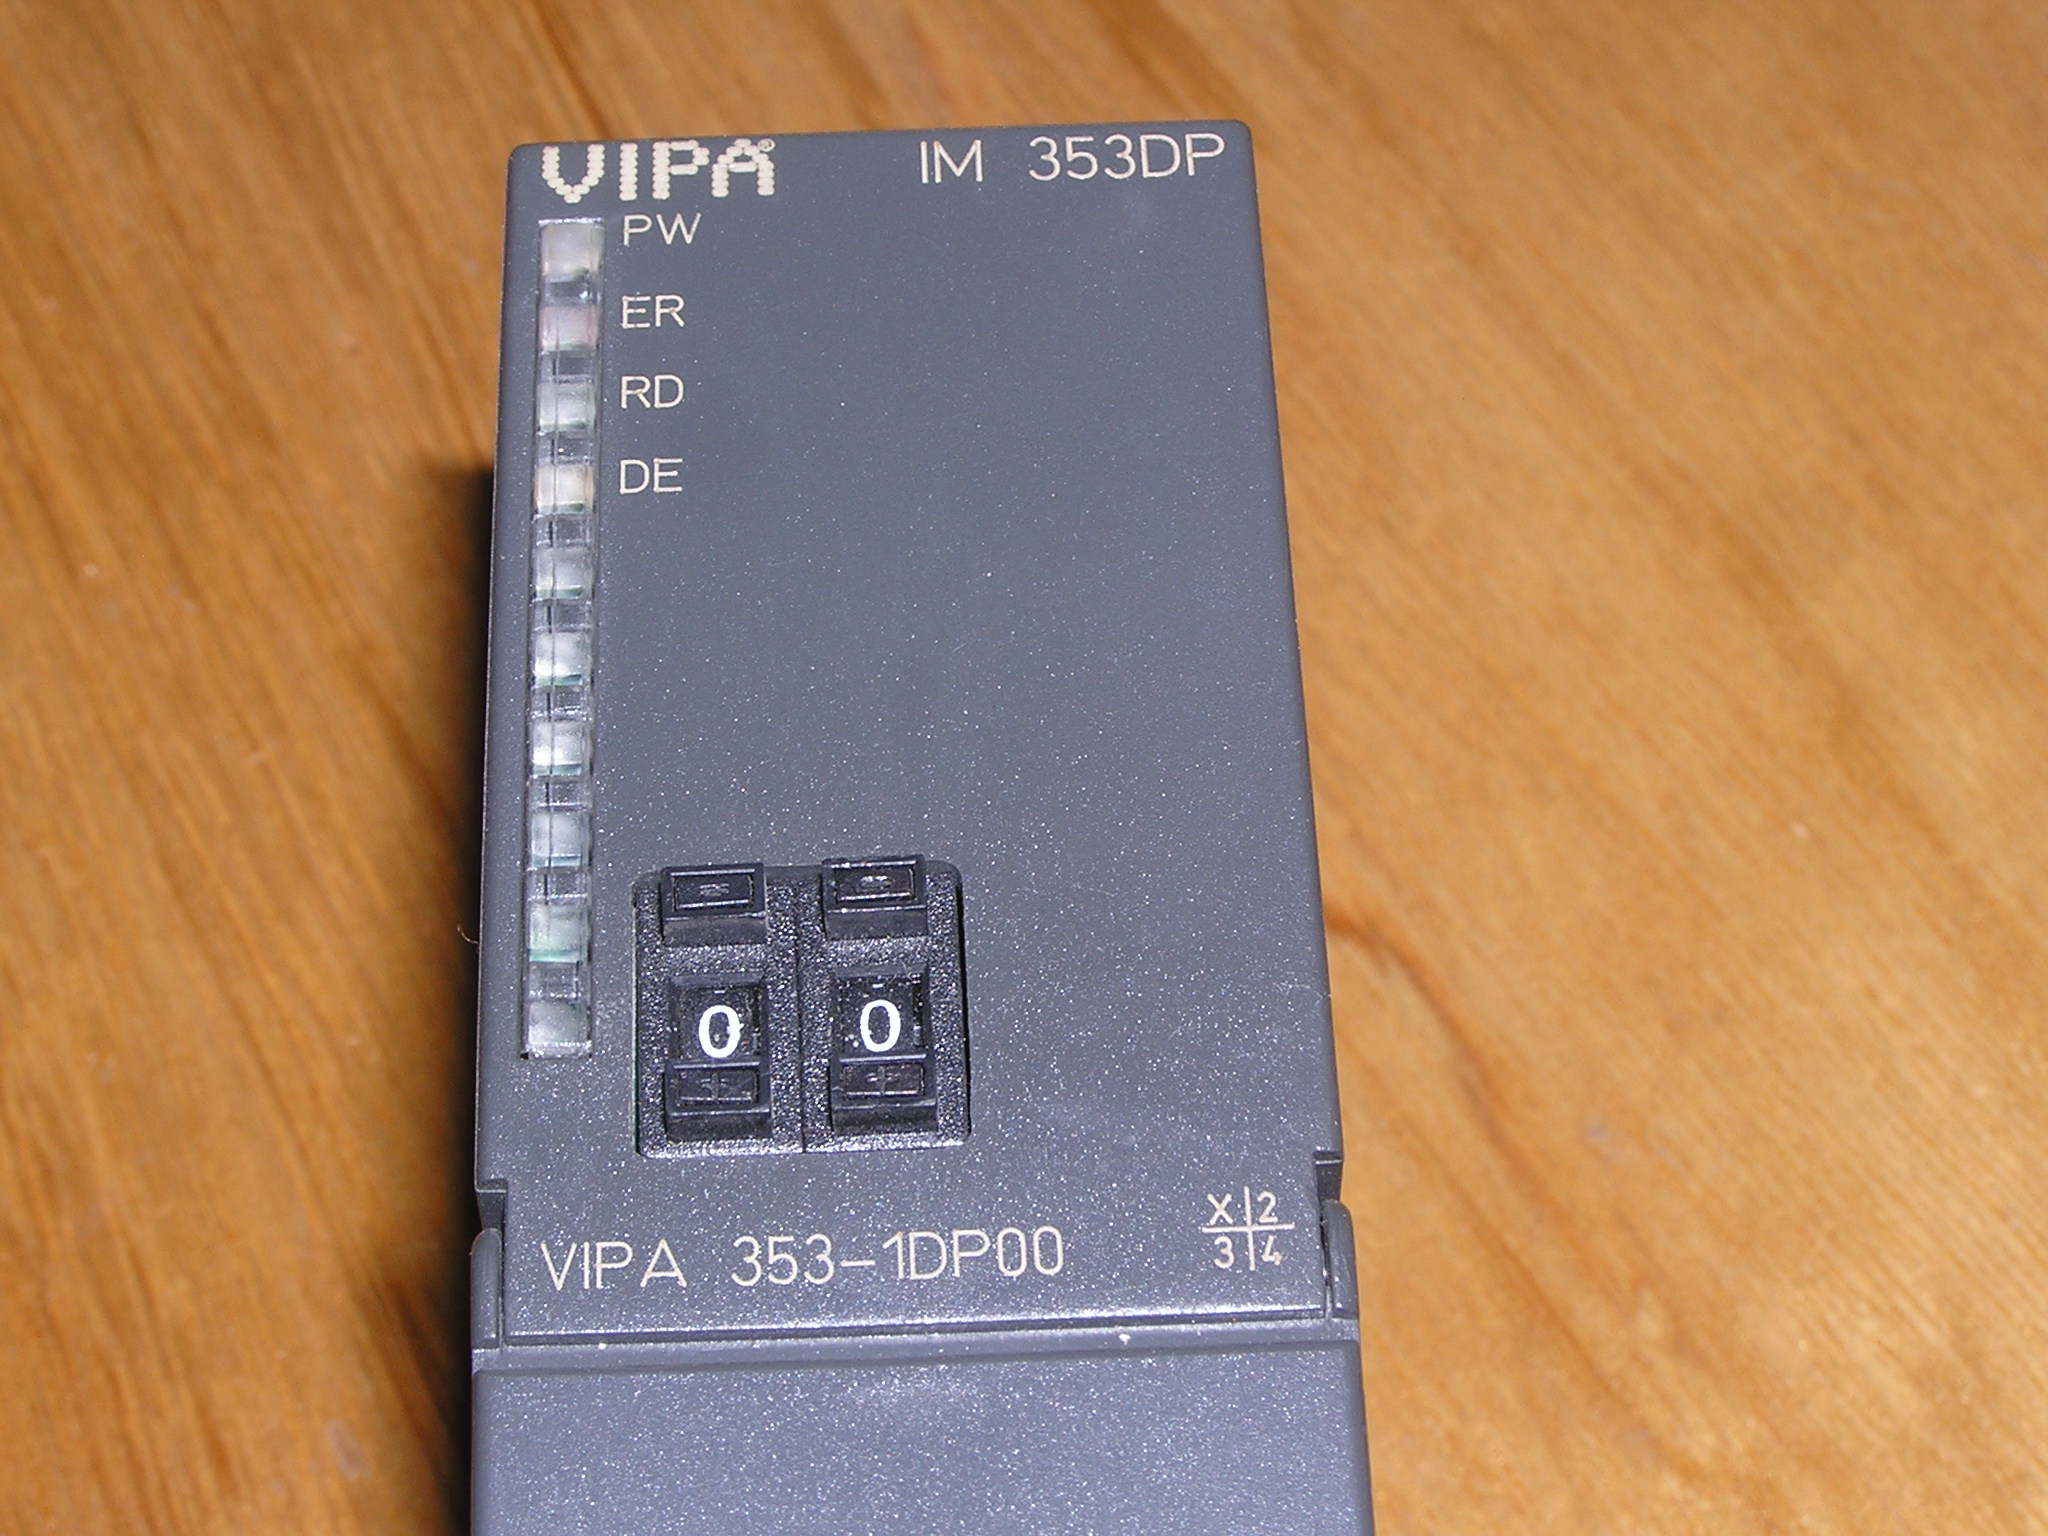 VIPA® IM 353DP
PW
ER
RD
DE
-
-
0 0
+
+
VIPA 353-1DP00
X 2
3 4